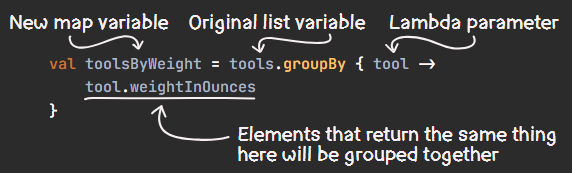 New map variable Original list variable Lambda parameter
val toolsByWeight = tools.groupBy { tool →
tool.weightInOunces
}
Elements that return the same thing
here will be grouped together